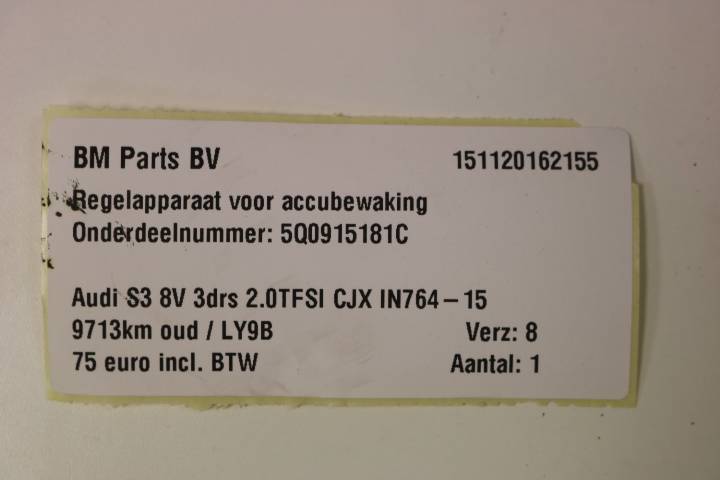 BM Parts BV 151120162155
Regelapparaat voor accubewaking
Onderdeelnummer: 5Q0915181C
Audi S3 8V 3drs 2.0TFSI CJX IN764-15
9713km oud / LY9B Verz: 8
75 euro incl. BTW Aantal: 1